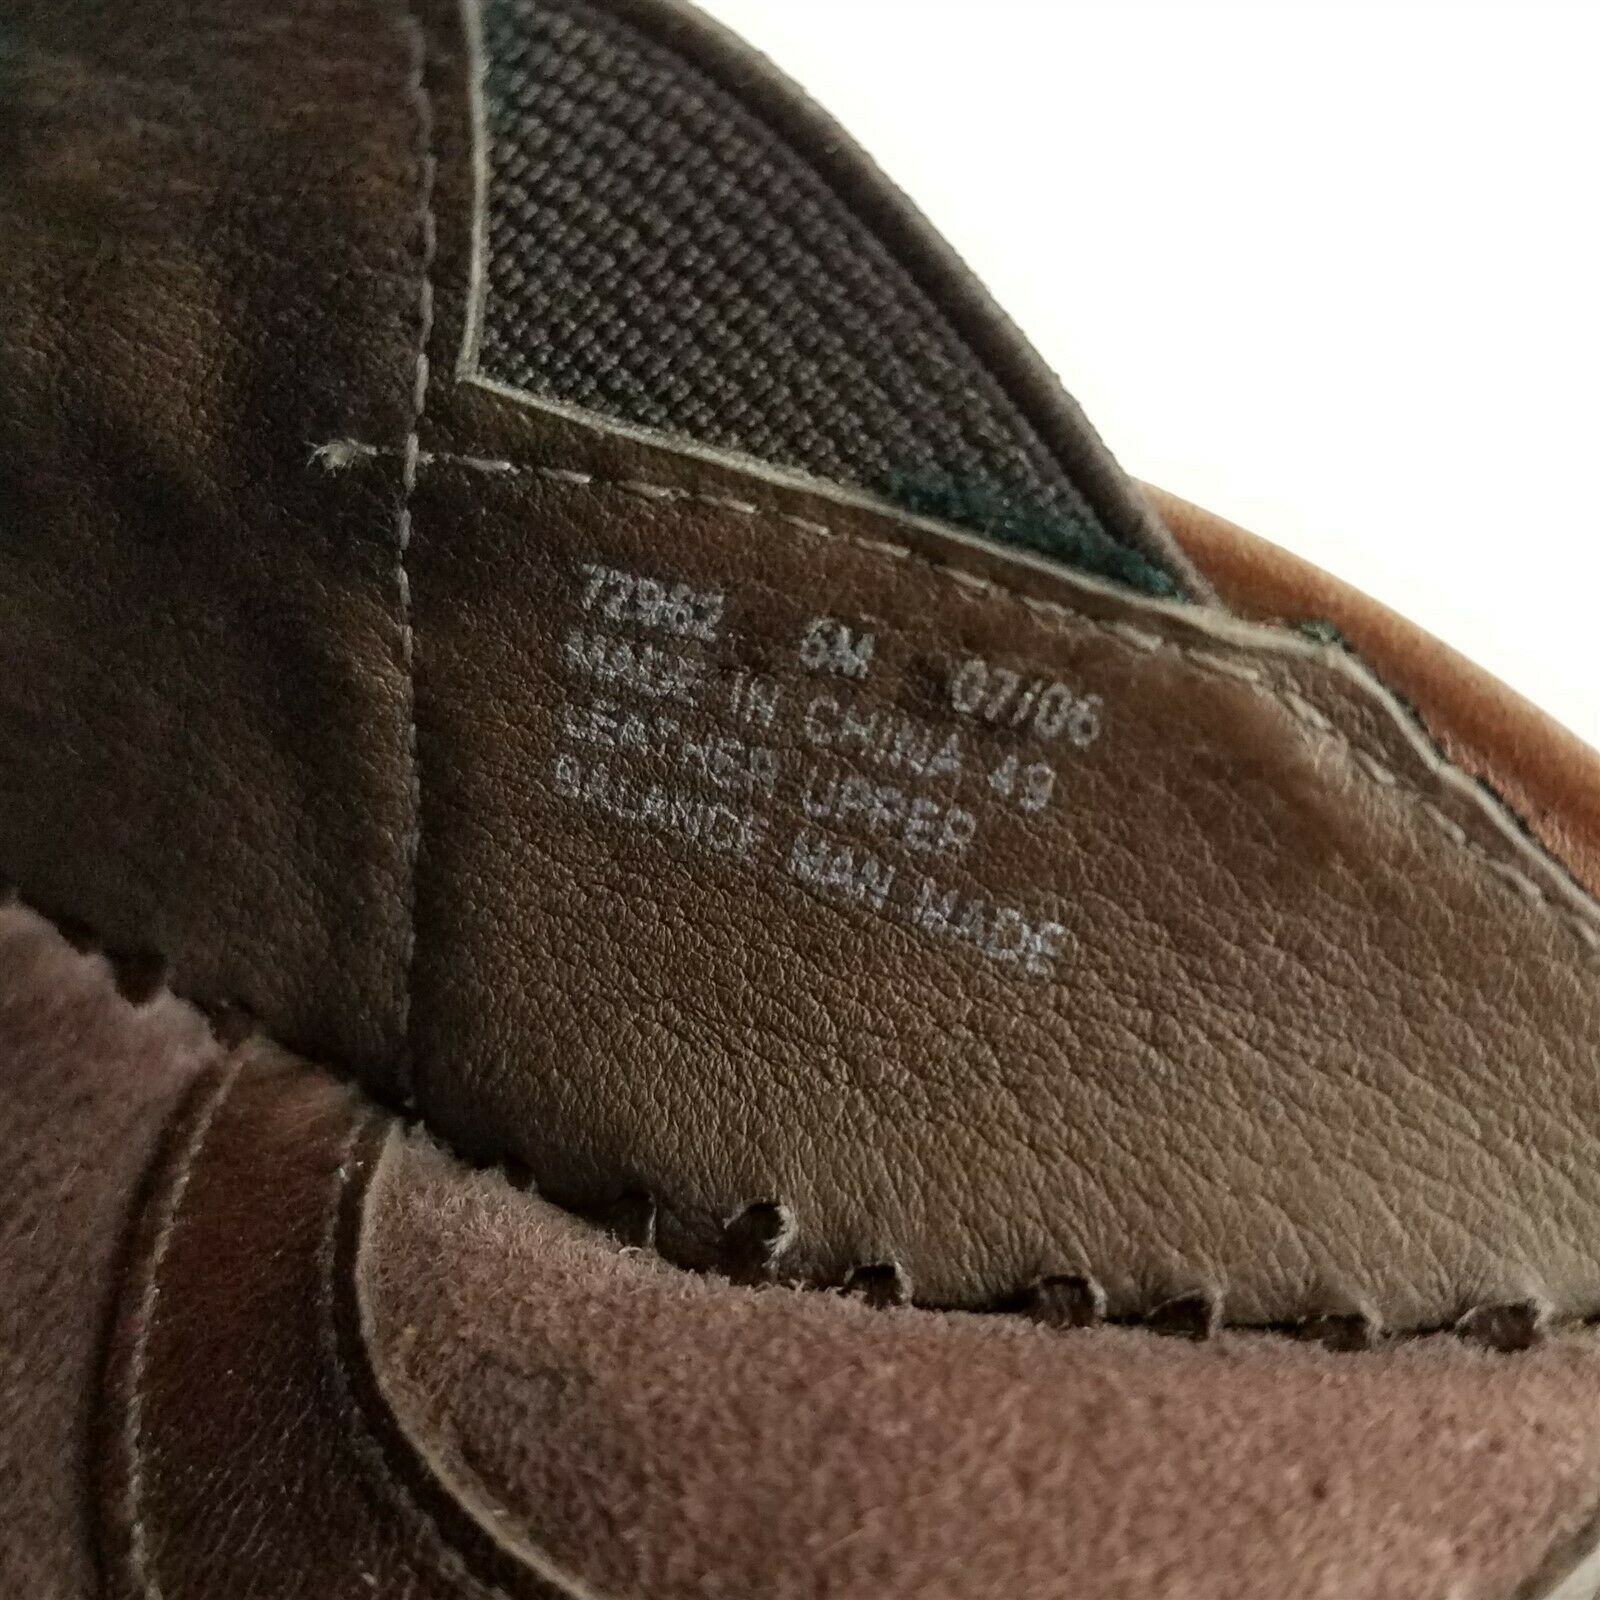 72962 6M 07/06
MADE IN CHINA 49
LEATHER UPPER
BALANCE MAN MADE